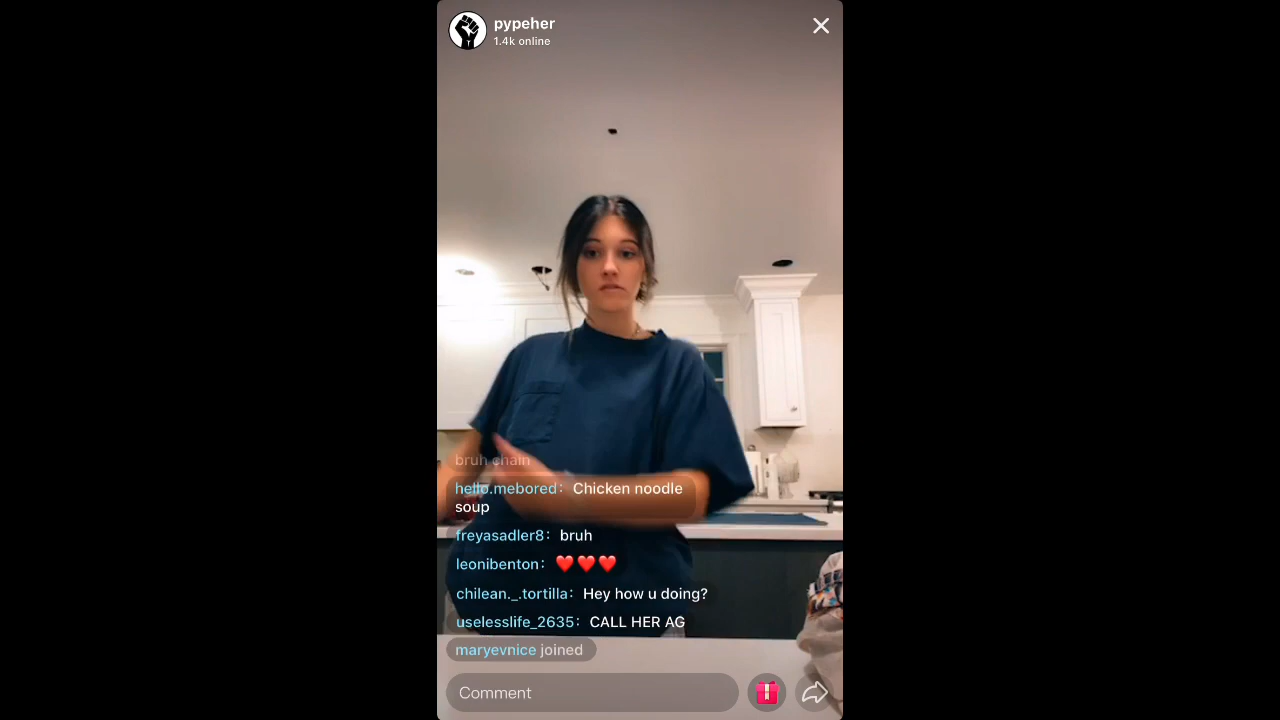 pypeher
1.4k online
bruh chain
hello.mebored: Chicken noodle
soup
freyasadler8: bruh
leonibenton: ❤️❤️❤️
chilean._.tortilla: Hey how u doing?
uselesslife_2635: CALL HER AG
maryevnice joined
Comment